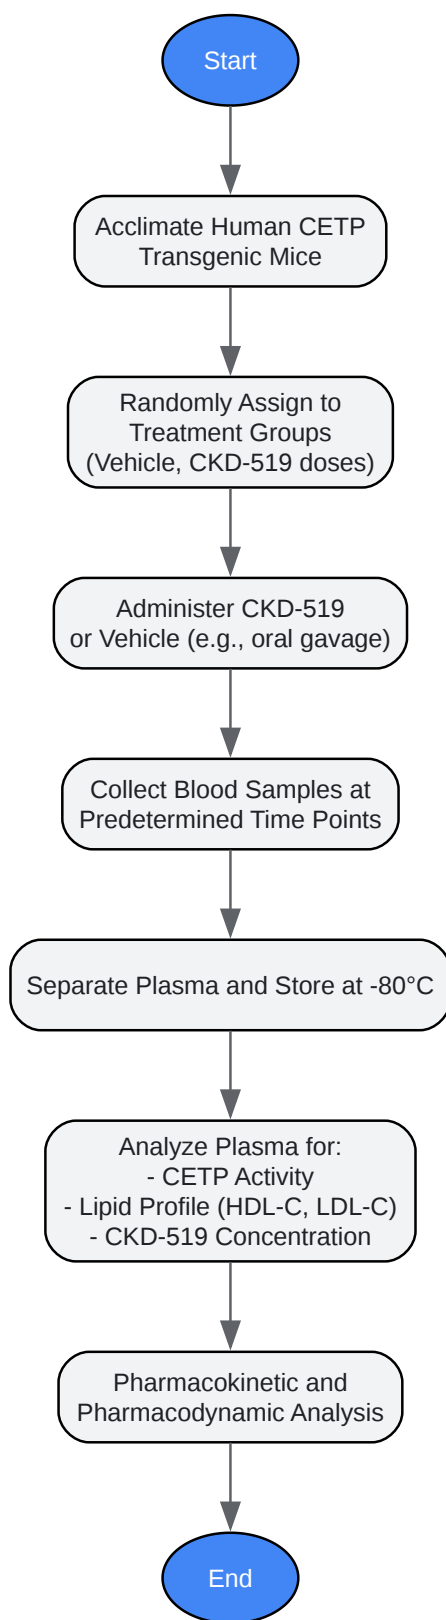 Start
Acclimate Human CETP
Transgenic Mice
Randomly Assign to
Treatment Groups
(Vehicle, CKD-519 doses)
Administer CKD-519
or Vehicle (e.g., oral gavage)
Collect Blood Samples at
Predetermined Time Points
Separate Plasma and Store at -80°C
Analyze Plasma for:
- CETP Activity
- Lipid Profile (HDL-C, LDL-C)
- CKD-519 Concentration
Pharmacokinetic and
Pharmacodynamic Analysis
End